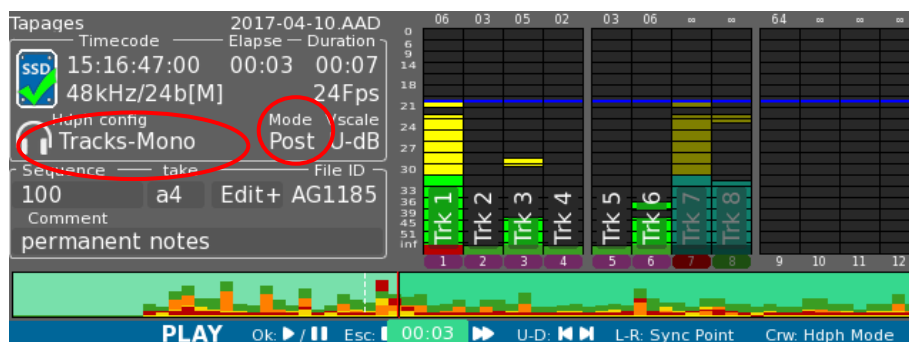 Tapages 2017-04-10.AAD
Timecode Elapse Duration
SSD 15:16:47:00 00:03 00:07
48kHz/24b[M] 24Fps
Hdph config Mode Vscale
Tracks-Mono Post U-dB
Sequence take File ID
100 a4 Edit+ AG1185
Comment
permanent notes
06 03 05 02 03 06 ∞ ∞ 64 ∞ ∞ ∞
0
6
9
14
18
21
24
27
30
33
36
39
45
51
inf
Trk 1 Trk 2 Trk 3 Trk 4 Trk 5 Trk 6 Trk 7 Trk 8
1 2 3 4 5 6 7 8 9 10 11 12
PLAY Ok: / Esc: 00:03 U-D: L-R: Sync Point Crw: Hdph Mode